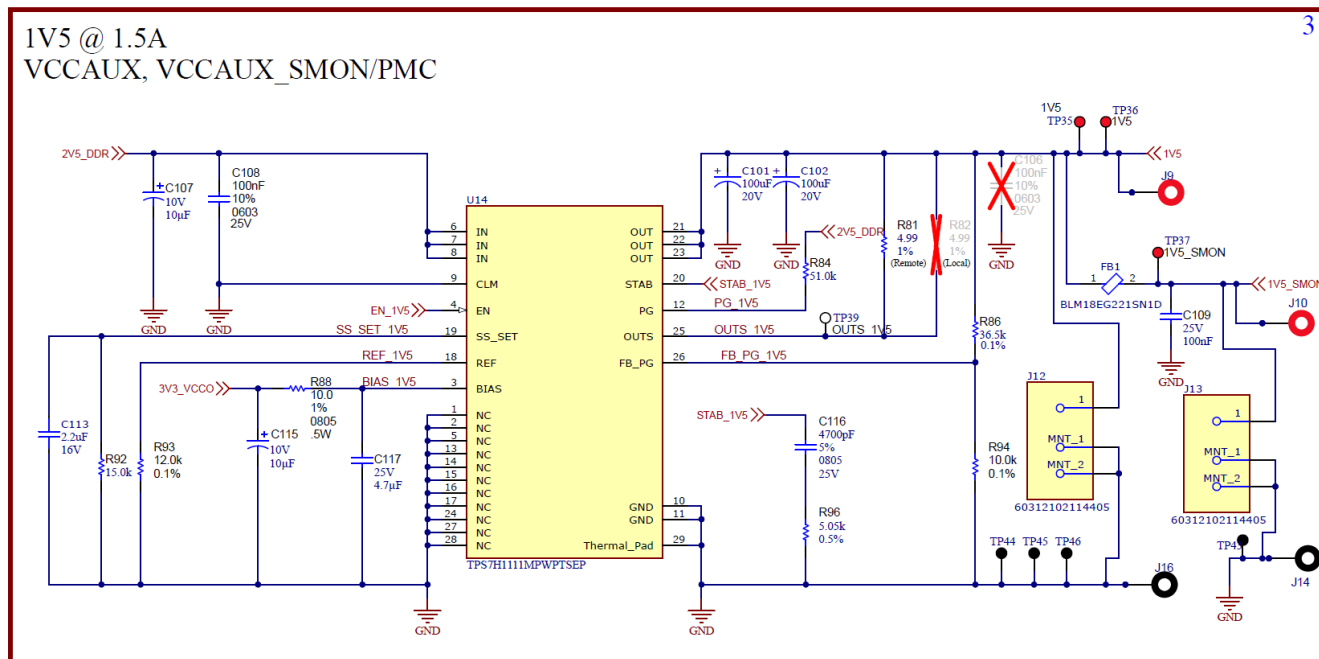 3
1V5 @ 1.5A
VCCAUX, VCCAUX_SMON/PMC
1V5
TP35
TP36
1V5
2V5_DDR
1V5
C107
10V
10µF
C108
100nF
10%
0603
25V
C101
100uF
20V
C102
100uF
20V
C106
100nF
10%
0603
25V
J9
U14
6
IN
7
IN
8
IN
9
CLM
4
EN
19
SS_SET
18
REF
3
BIAS
1
NC
2
NC
5
NC
13
NC
14
NC
15
NC
16
NC
17
NC
24
NC
27
NC
28
NC
OUT
21
OUT
22
OUT
23
STAB
20
PG
12
OUTS
25
FB_PG
26
GND
10
GND
11
Thermal_Pad
29
TPS7H1111MPWPTSEP
GND
GND
GND
GND
GND
2V5_DDR
R84
51.0k
R81
4.99
1%
(Remote)
R82
4.99
1%
(Local)
STAB_1V5
PG_1V5
OUTS_1V5
TP39
OUTS_1V5
FB_PG_1V5
EN_1V5
SS_SET_1V5
REF_1V5
3V3_VCCO
R88
10.0
1%
0805
.5W
BIAS_1V5
C113
2.2uF
16V
R92
15.0k
R93
12.0k
0.1%
C115
10V
10µF
C117
25V
4.7µF
STAB_1V5
C116
4700pF
5%
0805
25V
R96
5.05k
0.5%
R86
36.5k
0.1%
R94
10.0k
0.1%
TP37
1V5_SMON
1
FB1
2
BLM18EG221SN1D
1V5_SMON
J10
C109
25V
100nF
GND
J12
1
MNT_1
MNT_2
60312102114405
J13
1
MNT_1
MNT_2
60312102114405
TP44
TP45
TP46
J16
J14
GND
GND
GND